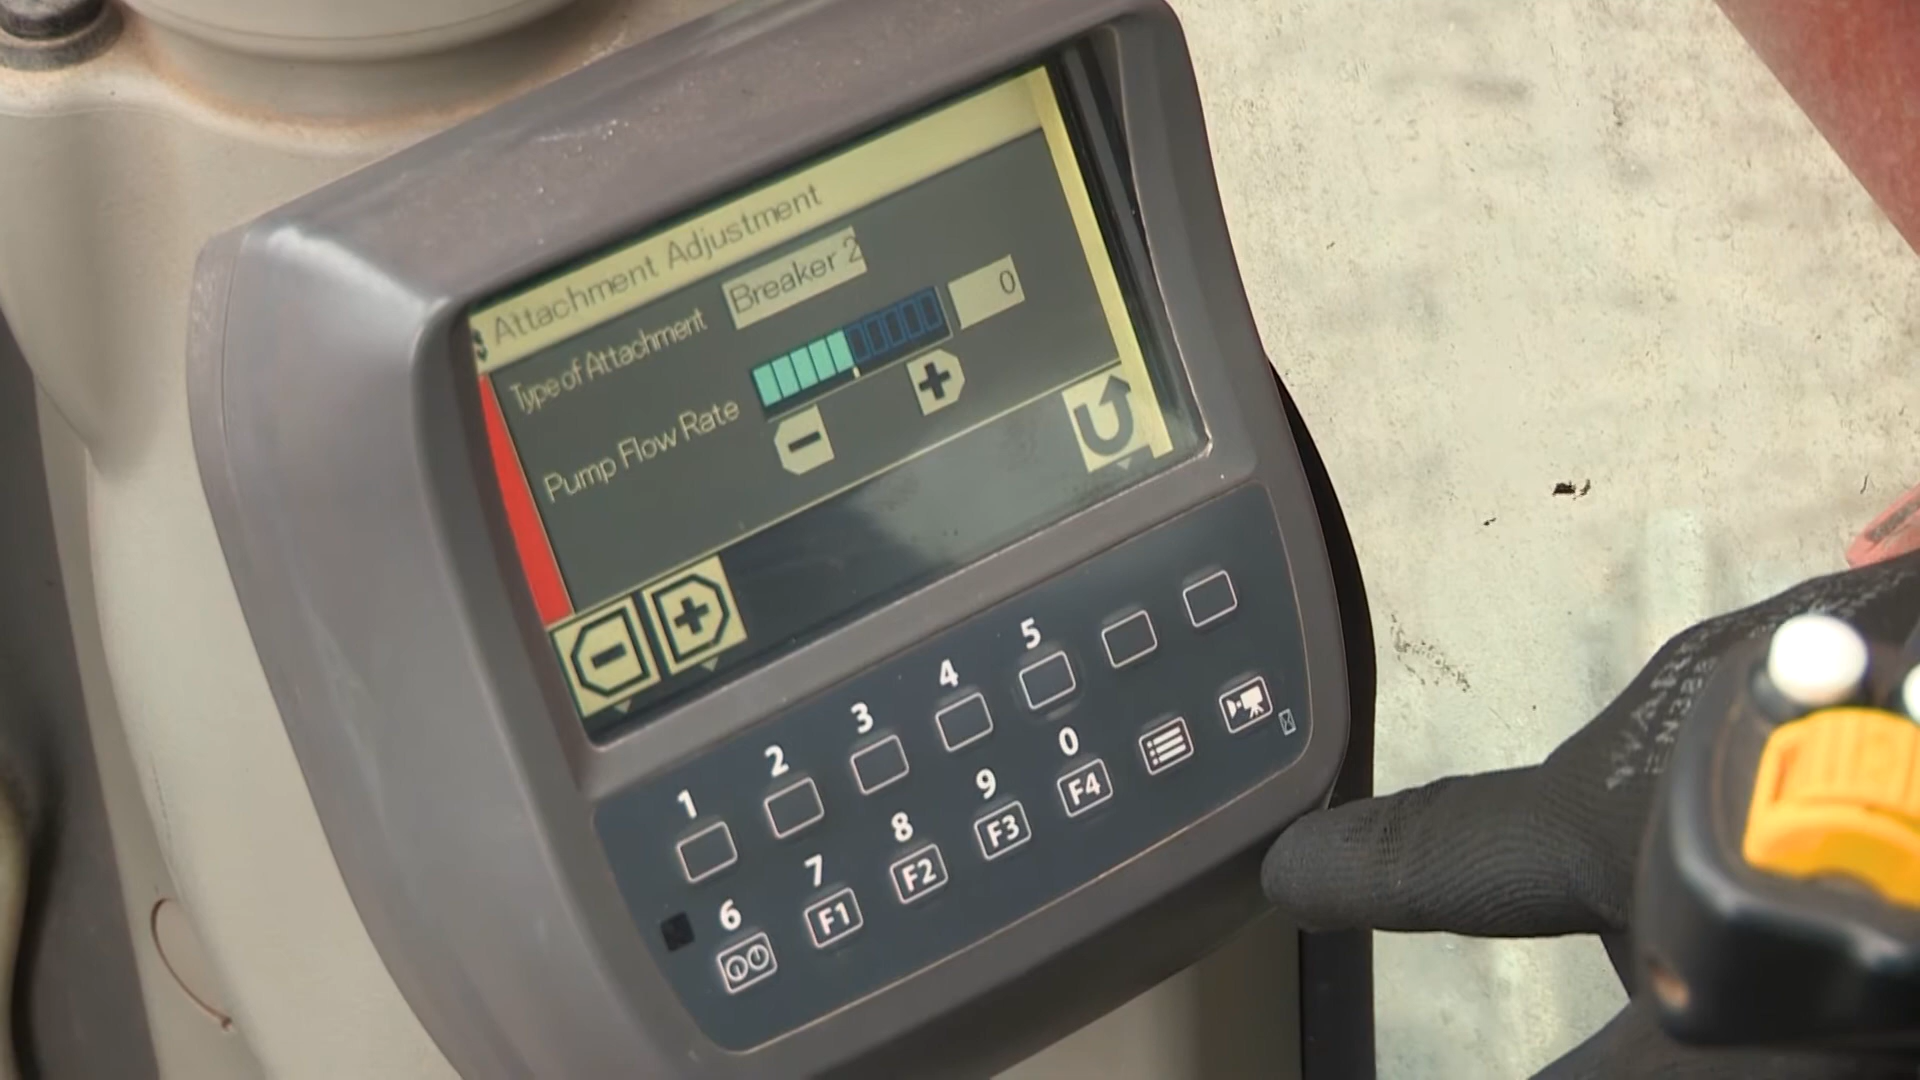 Attachment Adjustment
Type of Attachment Breaker 2
Pump Flow Rate 0
1 2 3 4 5
6 7 8 9 0
F1 F2 F3 F4